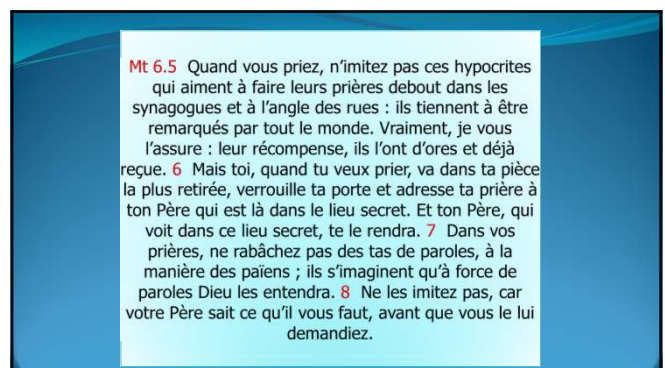 Mt 6.5 Quand vous priez, n’imitez pas ces hypocrites
qui aiment à faire leurs prières debout dans les
synagogues et à l’angle des rues : ils tiennent à être
remarqués par tout le monde. Vraiment, je vous
l’assure : leur récompense, ils l’ont d’ores et déjà
reçue. 6 Mais toi, quand tu veux prier, va dans ta pièce
la plus retirée, verrouille ta porte et adresse ta prière à
ton Père qui est là dans le lieu secret. Et ton Père, qui
voit dans ce lieu secret, te le rendra. 7 Dans vos
prières, ne rabâchez pas des tas de paroles, à la
manière des païens ; ils s’imaginent qu’à force de
paroles Dieu les entendra. 8 Ne les imitez pas, car
votre Père sait ce qu’il vous faut, avant que vous le lui
demandiez.